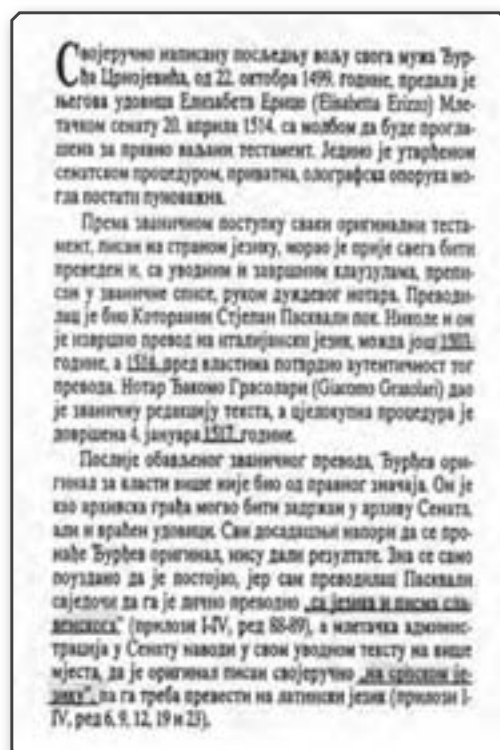 Својеручно написану посљедњу вољу свога мужа Ђур-
ђа Црнојевића, од 22. октобра 1499. године, предала је
његова удовица Елизабета Ерицо (Elisabetta Erizzo) Мле-
тачком сенату 20. априла 1514. са молбом да буде прогла-
шена за правно ваљани тестамент. Једино је утврђеном
сенатском процедуром, приватна, олографска опорука мо-
гла постати пуноважна.
Према званичном поступку сваки оригинални теста-
мент, писан на страном језику, морао је прије свега бити
преведен и, са уводним и завршним клаузулама, препи-
сан у званичне списе, руком дуждевог нотара. Преводи-
лац је био Которанин Стјепан Пасквали пок. Николе и он
је извршио превод на италијански језик, можда још 1503.
године, а 1516. пред властима потврдио аутентичност тог
превода. Нотар Ђакомо Грасолари (Giacomo Grasolari) дао
је званичну редакцију текста, а цјелокупна процедура је
довршена 4. јануара 1517. године.
Послије обављеног званичног превода, Ђурђев ори-
гинал за власти више није био од правног значаја. Он је
као архивска грађа могао бити задржан у архиву Сената,
али и враћен удовици. Сви досадашњи напори да се про-
нађе Ђурђев оригинал, нису дали резултате. Зна се само
поуздано да је постојао, јер сам преводилац Пасквали
свједочи да га је лично преводио „са језика и писма сла-
венскога” (прилози I-IV, ред 88-89), а млетачка админис-
трација у Сенату наводи у свом уводном тексту на више
мјеста, да је оригинал писан својеручно „на српском је-
зику”, па га треба превести на латински језик (прилози I-
IV, ред 6, 9, 12, 19 и 23).